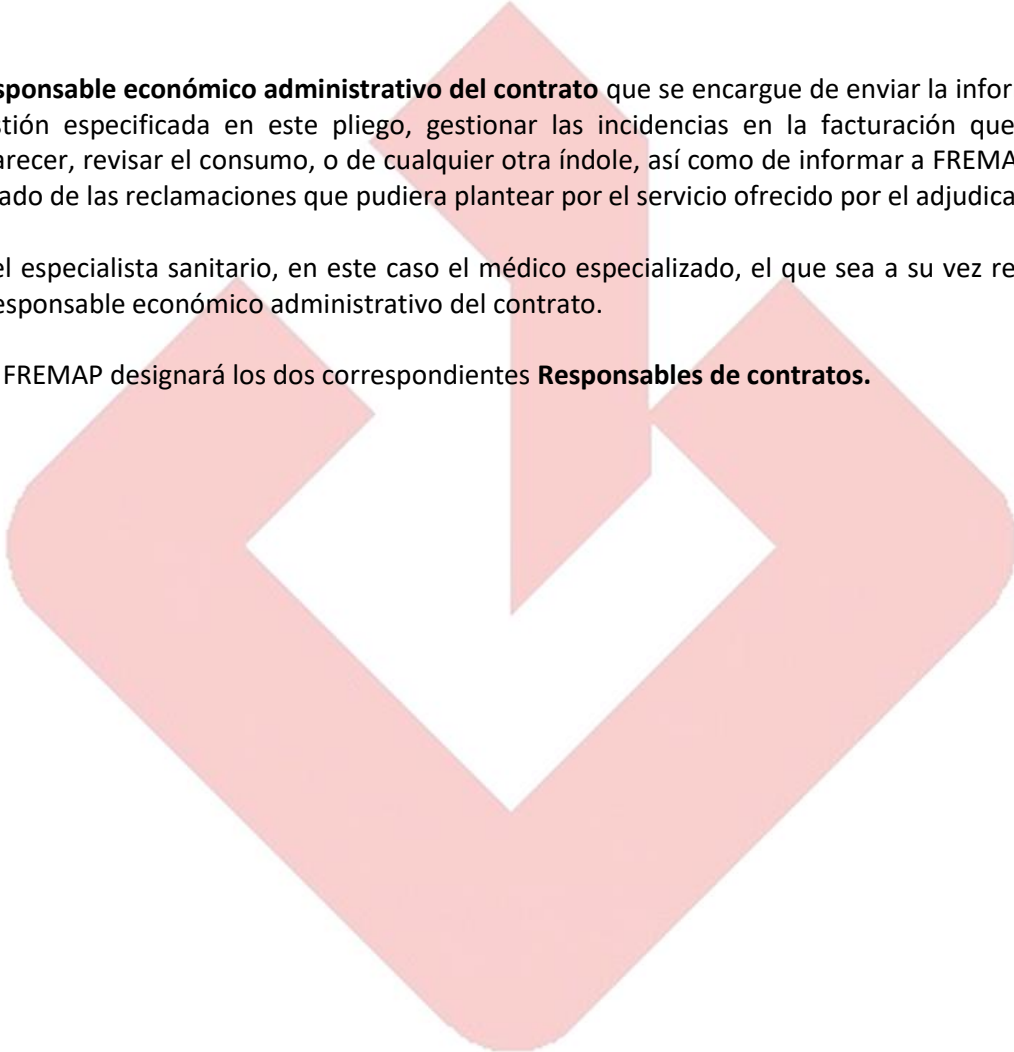 sponsable económico administrativo del contrato que se encargue de enviar la infor
stión especificada en este pliego, gestionar las incidencias en la facturación que
arecer, revisar el consumo, o de cualquier otra índole, así como de informar a FREMA
ado de las reclamaciones que pudiera plantear por el servicio ofrecido por el adjudica
el especialista sanitario, en este caso el médico especializado, el que sea a su vez re
esponsable económico administrativo del contrato.
FREMAP designará los dos correspondientes Responsables de contratos.